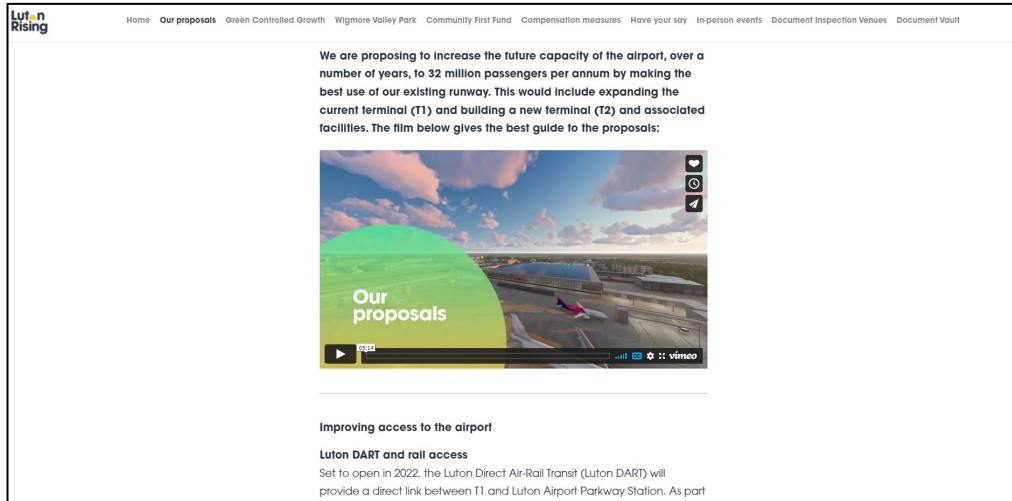 Luton
Rising
Home Our proposals Green Controlled Growth Wigmore Valley Park Community First Fund Compensation measures Have your say In-person events Document Inspection Venues Document Vault
We are proposing to increase the future capacity of the airport, over a
number of years, to 32 million passengers per annum by making the
best use of our existing runway. This would include expanding the
current terminal (T1) and building a new terminal (T2) and associated
facilities. The film below gives the best guide to the proposals:
Our
proposals
03:14
CC vimeo
Improving access to the airport
Luton DART and rail access
Set to open in 2022, the Luton Direct Air-Rail Transit (Luton DART) will
provide a direct link between T1 and Luton Airport Parkway Station. As part